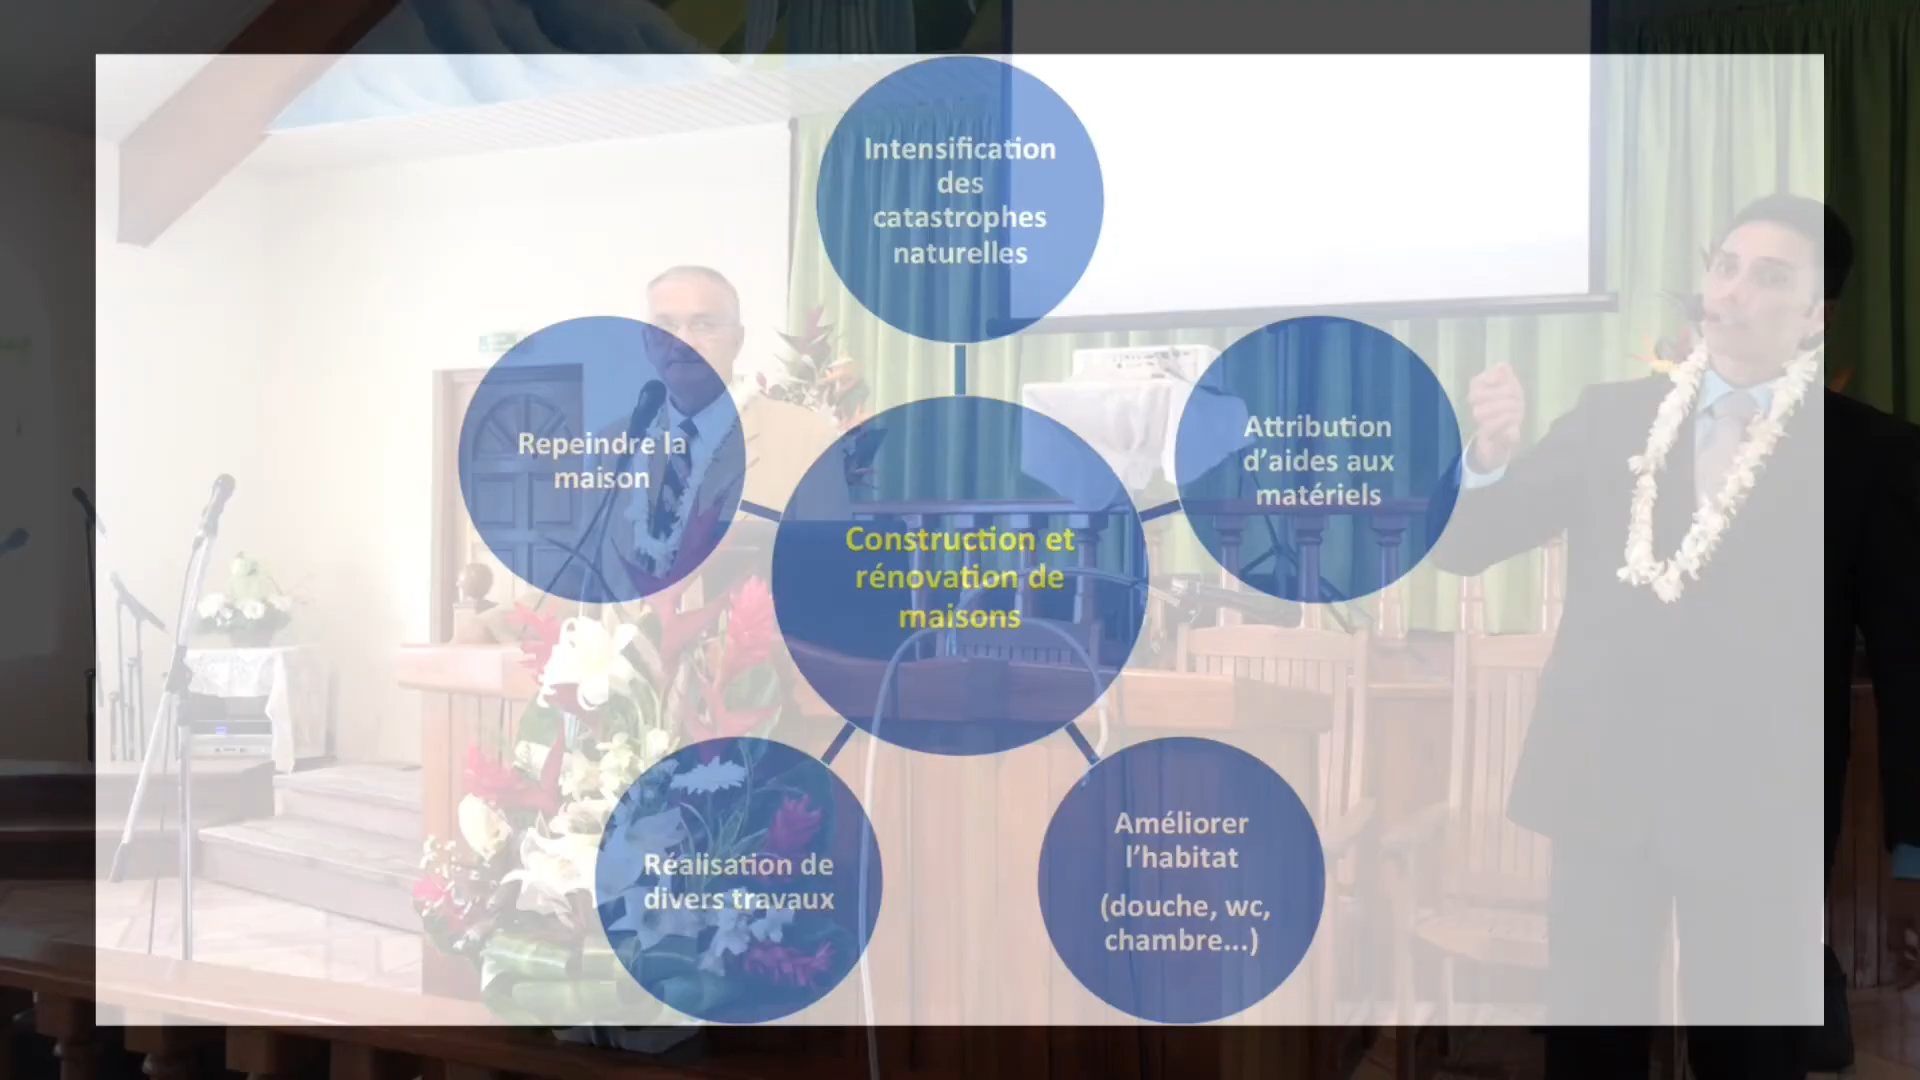 Intensification
des
catastrophes
naturelles
Repeindre la
maison
Attribution
d'aides aux
matériels
Construction et
rénovation de
maisons
Réalisation de
divers travaux
Améliorer
l'habitat
(douche, wc,
chambre...)